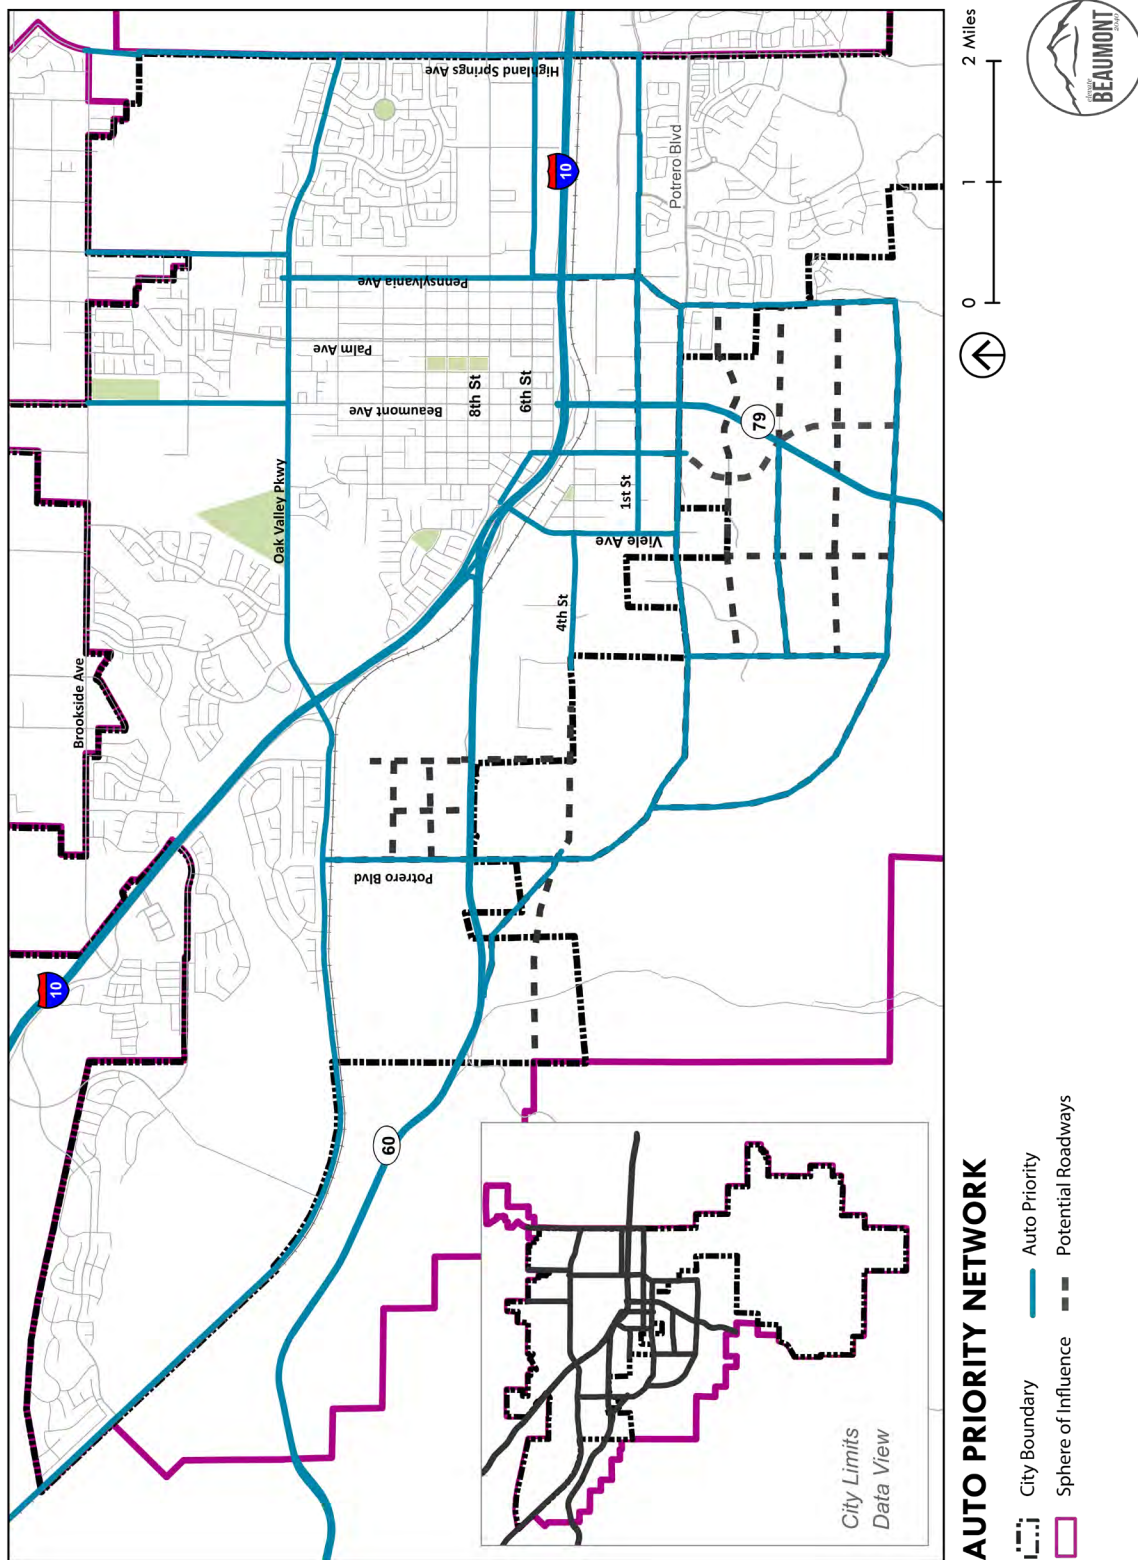 Highland Springs Ave
10
Potrero Blvd
Pennsylvania Ave
Palm Ave
Beaumont Ave
8th St
6th St
79
Oak Valley Pkwy
1st St
Viele Ave
4th St
Brookside Ave
Potrero Blvd
10
60
City Limits
Data View
0
1
2 Miles
AUTO PRIORITY NETWORK
City Boundary
Auto Priority
Sphere of Influence
Potential Roadways
elevate
BEAUMONT